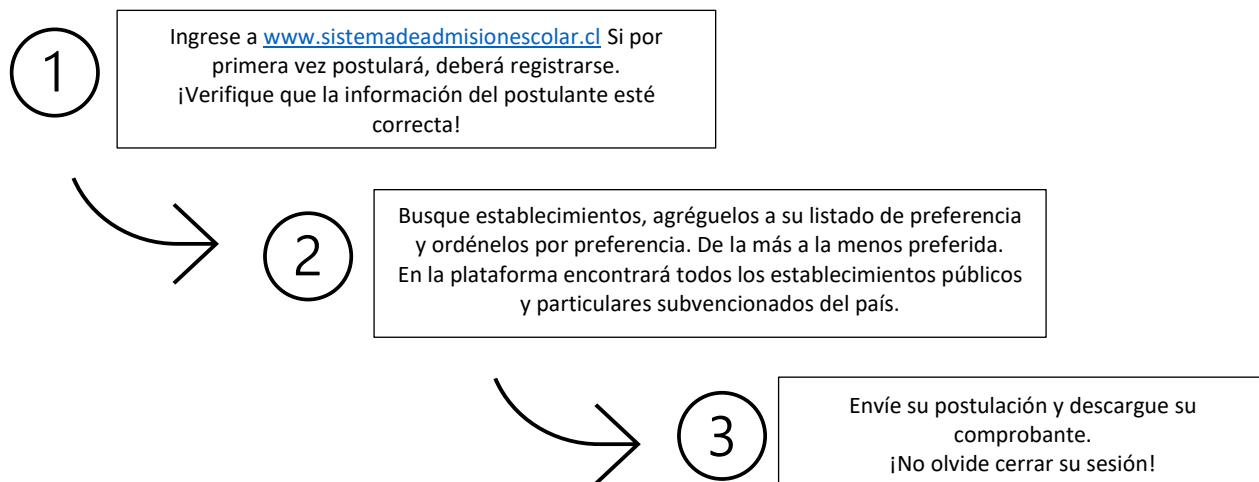 1
Ingrese a www.sistemadeadmisionescolar.cl Si por
primera vez postulará, deberá registrarse.
¡Verifique que la información del postulante esté
correcta!
2
Busque establecimientos, agréguelos a su listado de preferencia
y ordénelos por preferencia. De la más a la menos preferida.
En la plataforma encontrará todos los establecimientos públicos
y particulares subvencionados del país.
3
Envíe su postulación y descargue su
comprobante.
¡No olvide cerrar su sesión!